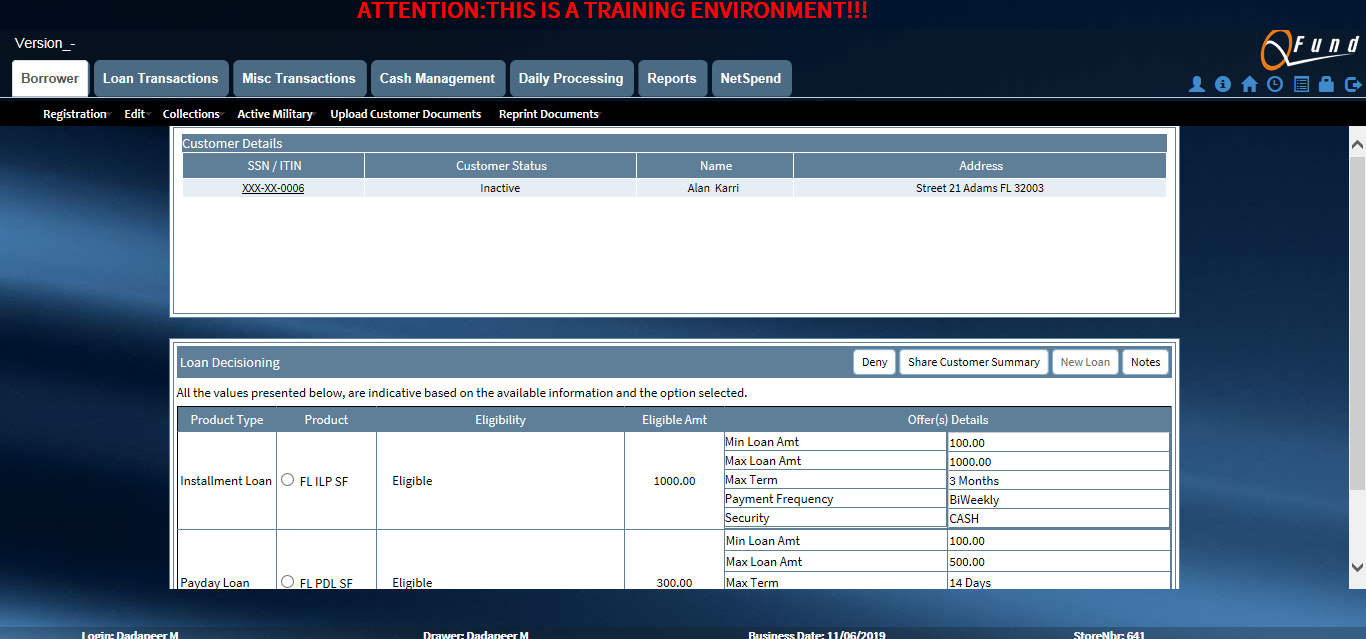 ATTENTION:THIS IS A TRAINING ENVIRONMENT!!!
Version_-
QFund
Borrower Loan Transactions Misc Transactions Cash Management Daily Processing Reports NetSpend
Registration Edit Collections Active Military Upload Customer Documents Reprint Documents
Customer Details
SSN / ITIN Customer Status Name Address
XXX-XX-0006 Inactive Alan Karri Street 21 Adams FL 32003
Loan Decisioning Deny Share Customer Summary New Loan Notes
All the values presented below, are indicative based on the available information and the option selected.
Product Type Product Eligibility Eligible Amt Offer(s) Details
Min Loan Amt 100.00
Max Loan Amt 1000.00
Installment Loan FL ILP SF Eligible 1000.00 Max Term 3 Months
Payment Frequency BiWeekly
Security CASH
Min Loan Amt 100.00
Max Loan Amt 500.00
Payday Loan FL PDL SF Eligible 300.00 Max Term 14 Days
Login: Dadapeer M Drawer: Dadapeer M Business Date: 11/06/2019 StoreNbr: 641